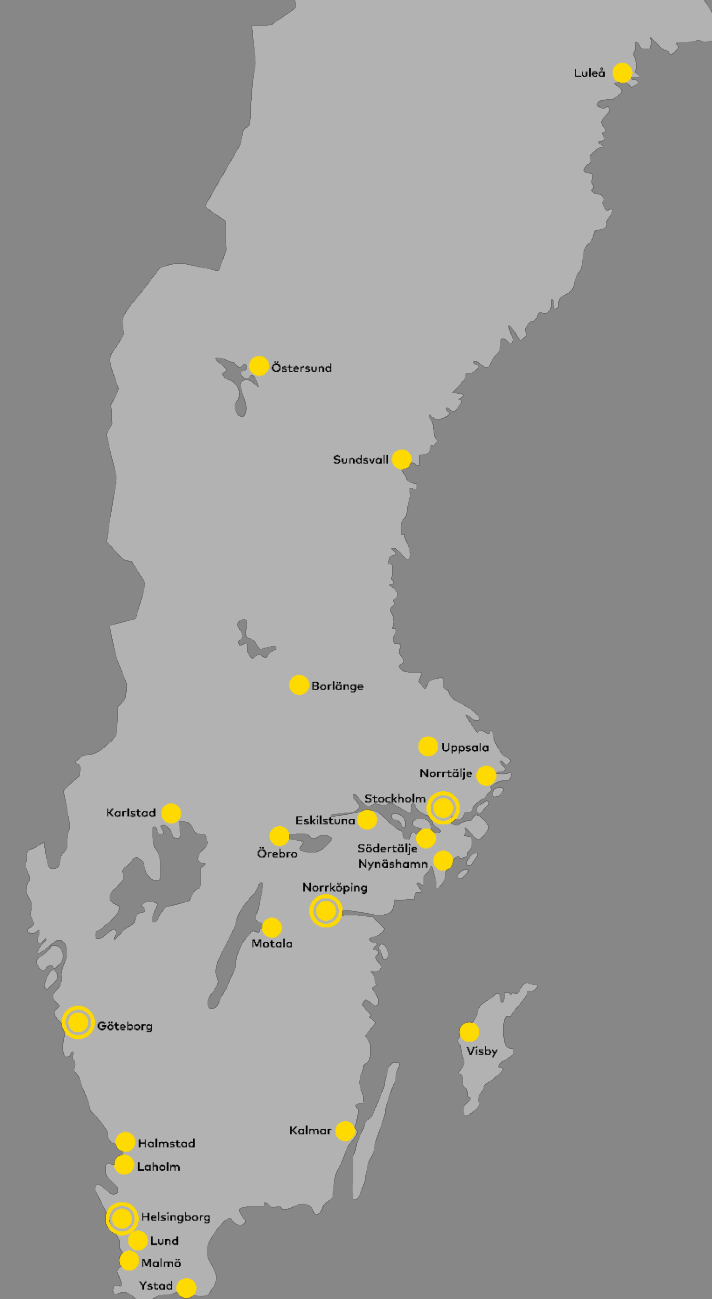 Luleå
Östersund
Sundsvall
Borlänge
Uppsala
Norrtälje
Stockholm
Karlstad
Eskilstuna
Örebro
Södertälje
Nynäshamn
Norrköping
Motala
Göteborg
Visby
Kalmar
Halmstad
Laholm
Helsingborg
Lund
Malmö
Ystad